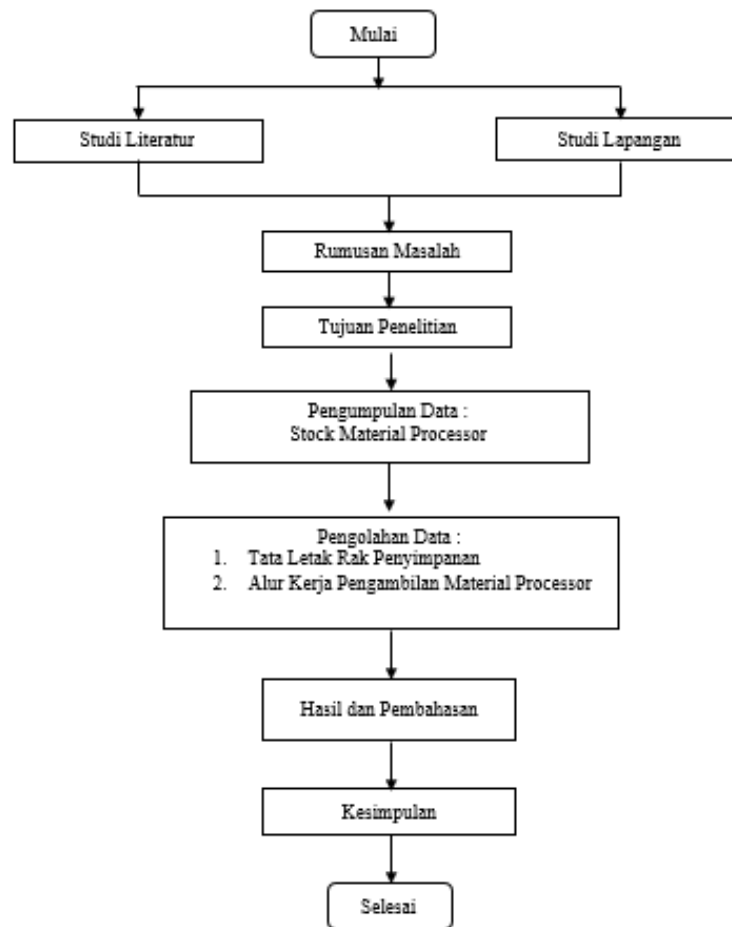 Mulai
Studi Literatur
Studi Lapangan
Rumusan Masalah
Tujuan Penelitian
Pengumpulan Data :
Stock Material Processor
Pengolahan Data :
1. Tata Letak Rak Penyimpanan
2. Alur Kerja Pengambilan Material Processor
Hasil dan Pembahasan
Kesimpulan
Selesai